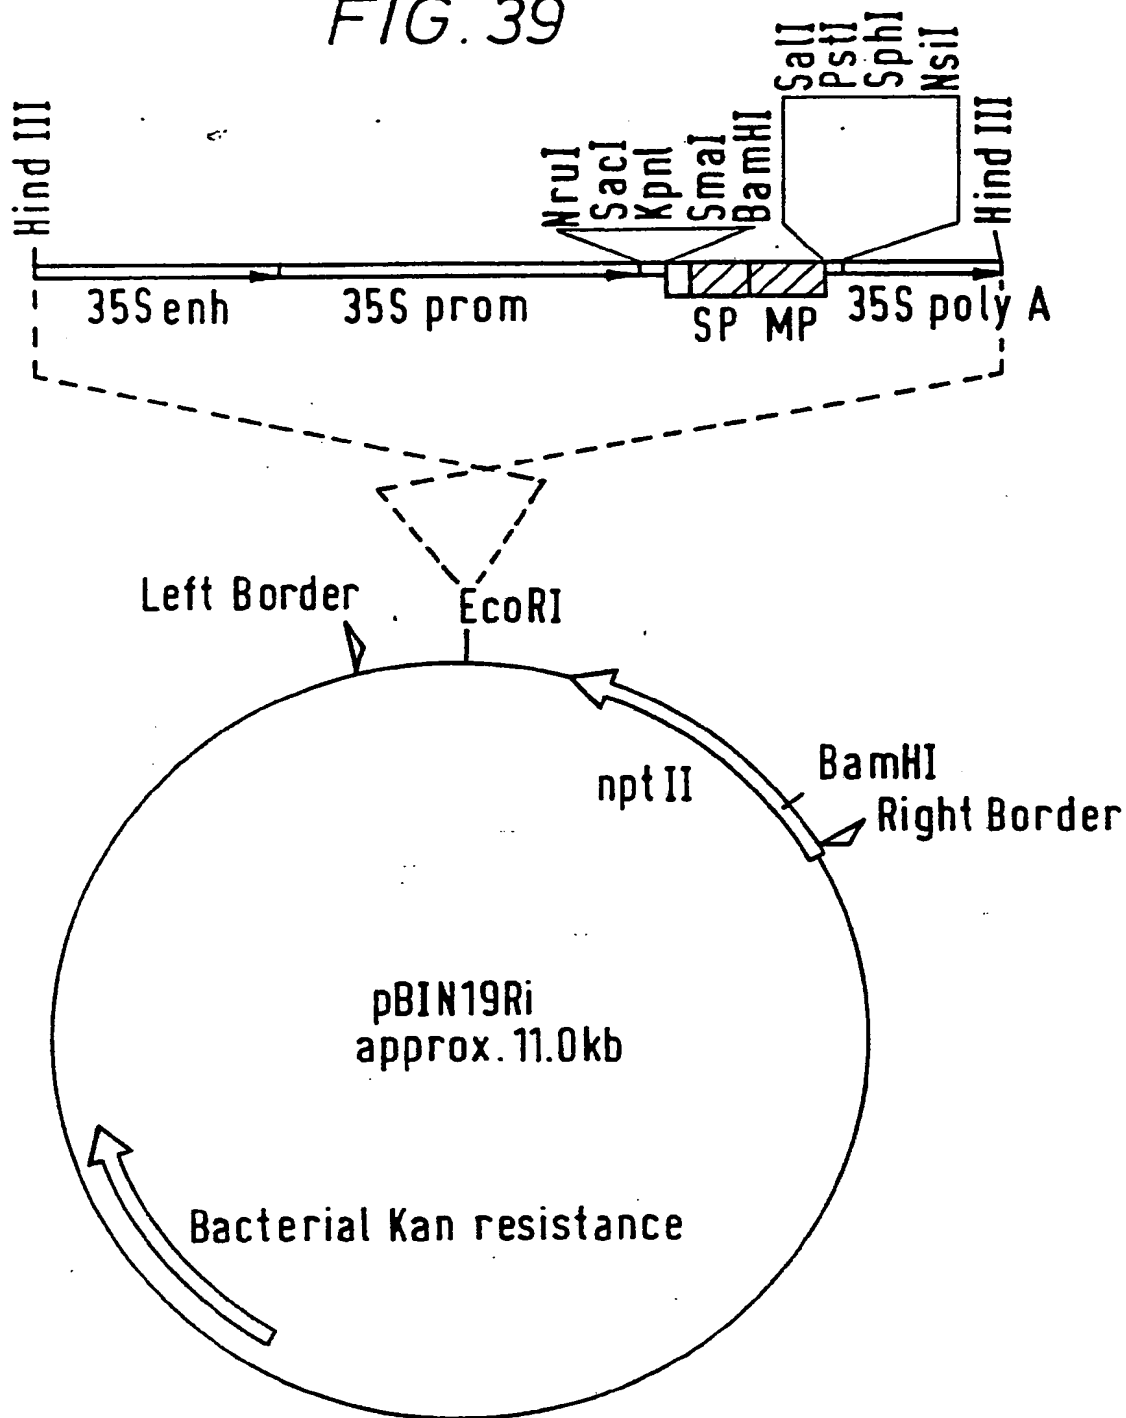 FIG. 39
Hind III
NruI
SacI
KpnI
SmaI
BamHI
SalI
PstI
SphI
NsiI
Hind III
35S enh
35S prom
SP
MP
35S poly A
Left Border
EcoRI
npt II
BamHI
Right Border
pBIN19Ri
approx. 11.0kb
Bacterial Kan resistance